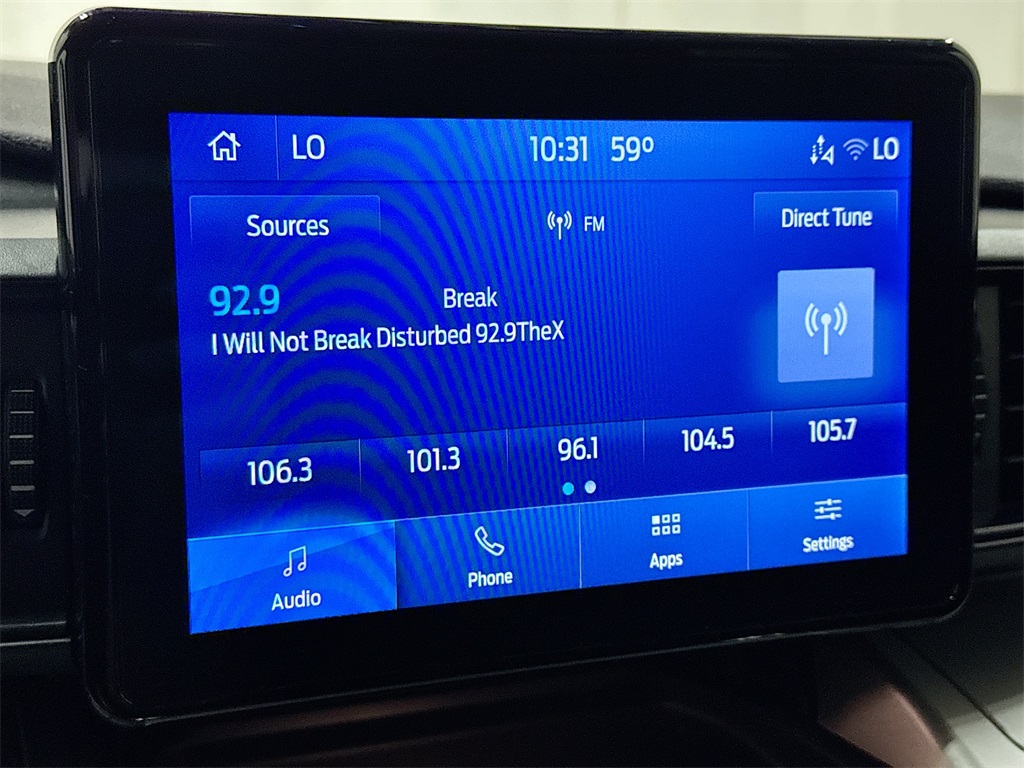 LO 10:31 59° LO
Sources FM Direct Tune
92.9 Break
I Will Not Break Disturbed 92.9TheX
106.3 101.3 96.1 104.5 105.7
Audio Phone Apps Settings